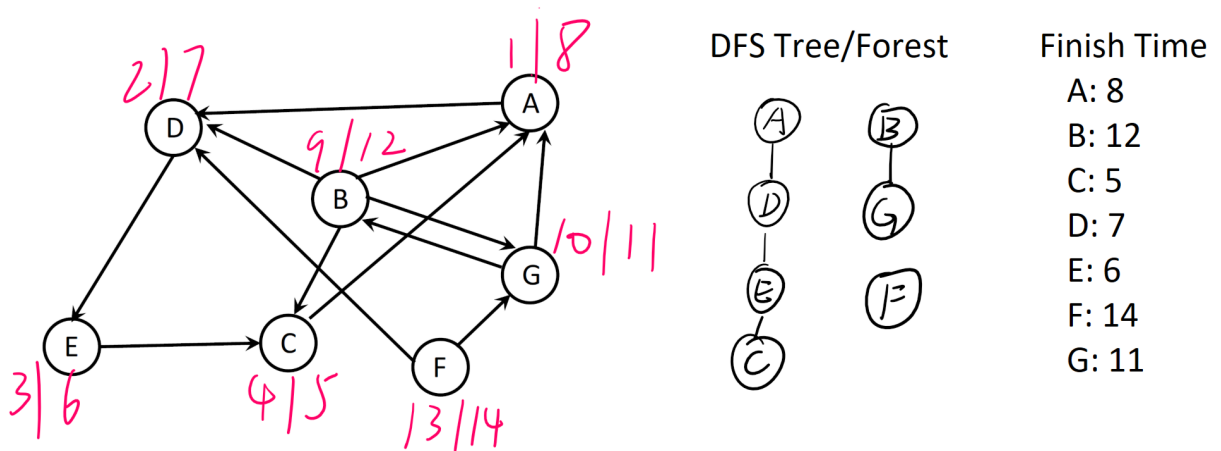 1|8
2|7
A
D
9/12
B
10/11
G
E
C
F
3|6
4|5
13/14
DFS Tree/Forest
A
D
E
C
B
G
F
Finish Time
A: 8
B: 12
C: 5
D: 7
E: 6
F: 14
G: 11